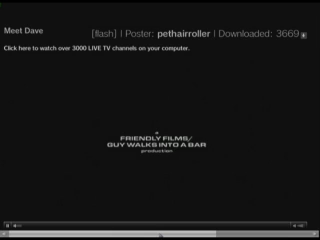 Meet Dave
[flash] | Poster: pethairroller | Downloaded: 3669
Click here to watch over 3000 LIVE TV channels on your computer.
a
FRIENDLY FILMS/
GUY WALKS INTO A BAR
production